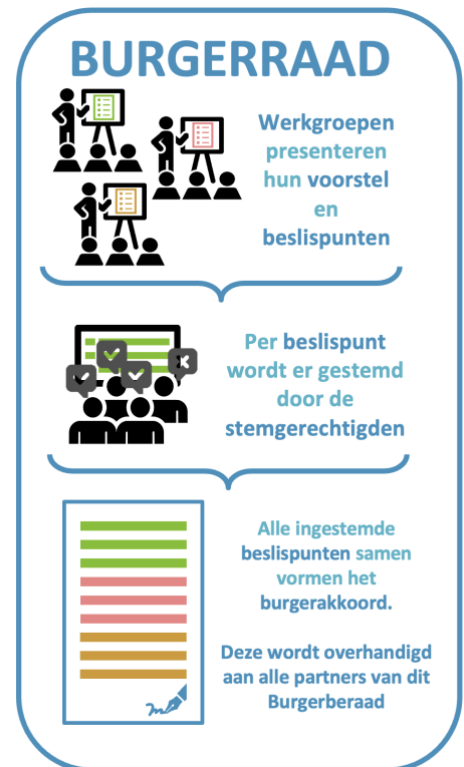 BURGERRAAD
Werkgroepen
presenteren
hun voorstel
en
beslispunten
Per beslispunt
wordt er gestemd
door de
stemgerechtigden
Alle ingestemde
beslispunten samen
vormen het
burgerakkoord.
Deze wordt overhandigd
aan alle partners van dit
Burgerberaad